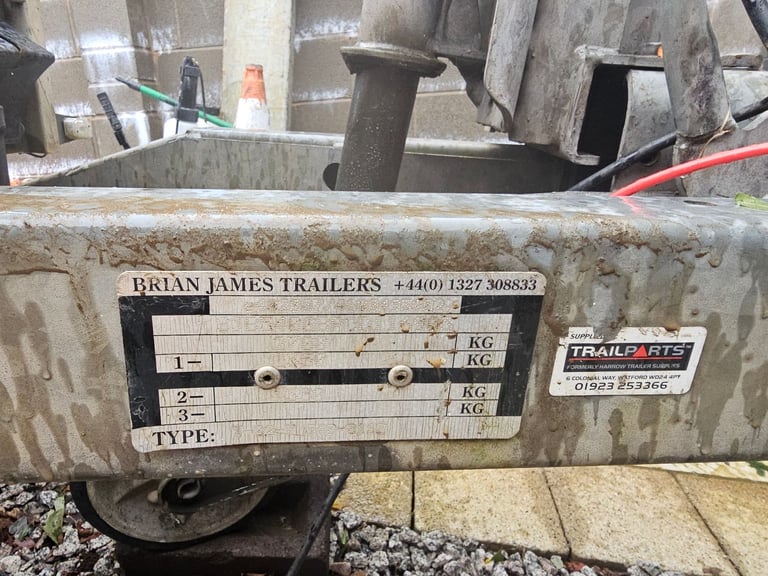 BRIAN JAMES TRAILERS +44(0) 1327 308833
KG
1- KG
2- KG
3- KG
TYPE:
TRAILPARTS
FORMERLY HARROW TRAILER SUPPLIES
6 COLONIAL WAY, WATFORD WD24 4PT
01923 253366